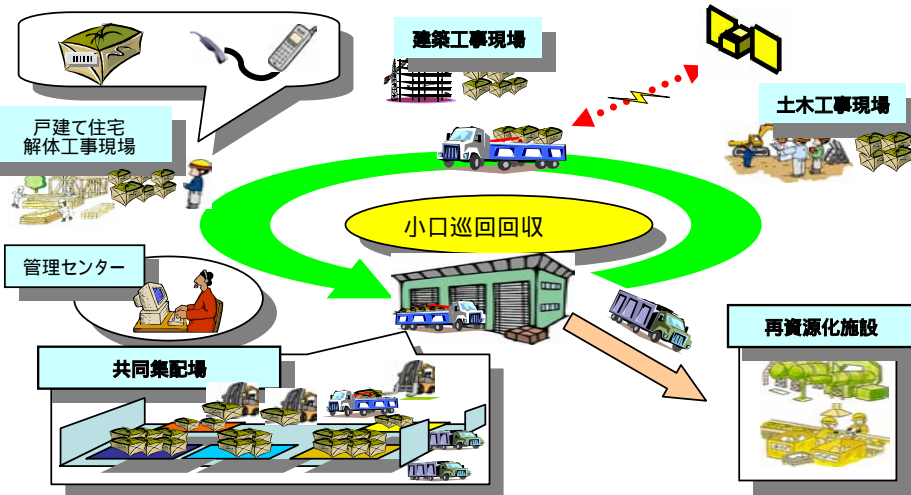 建築工事現場
土木工事現場
戸建て住宅
解体工事現場
小口巡回回収
管理センター
再資源化施設
共同集配場